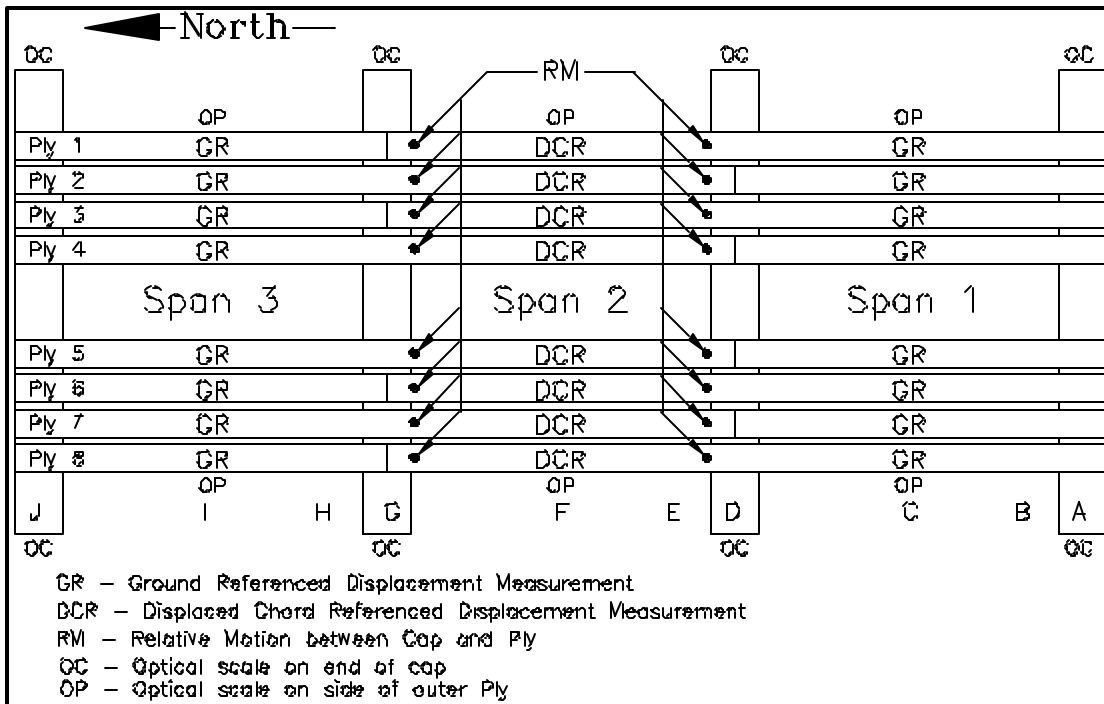 North
OC OC RM OC OC
OP OP OP
Ply 1 GR DCR GR
Ply 2 GR DCR GR
Ply 3 GR DCR GR
Ply 4 GR DCR GR
Span 3 Span 2 Span 1
Ply 5 GR DCR GR
Ply 6 GR DCR GR
Ply 7 GR DCR GR
Ply 8 GR DCR GR
OP OP OP
J I H G F E D C B A
OC OC OC OC
GR – Ground Referenced Displacement Measurement
DCR – Displaced Chord Referenced Displacement Measurement
RM – Relative Motion between Cap and Ply
OC – Optical scale on end of cap
OP – Optical scale on side of outer Ply